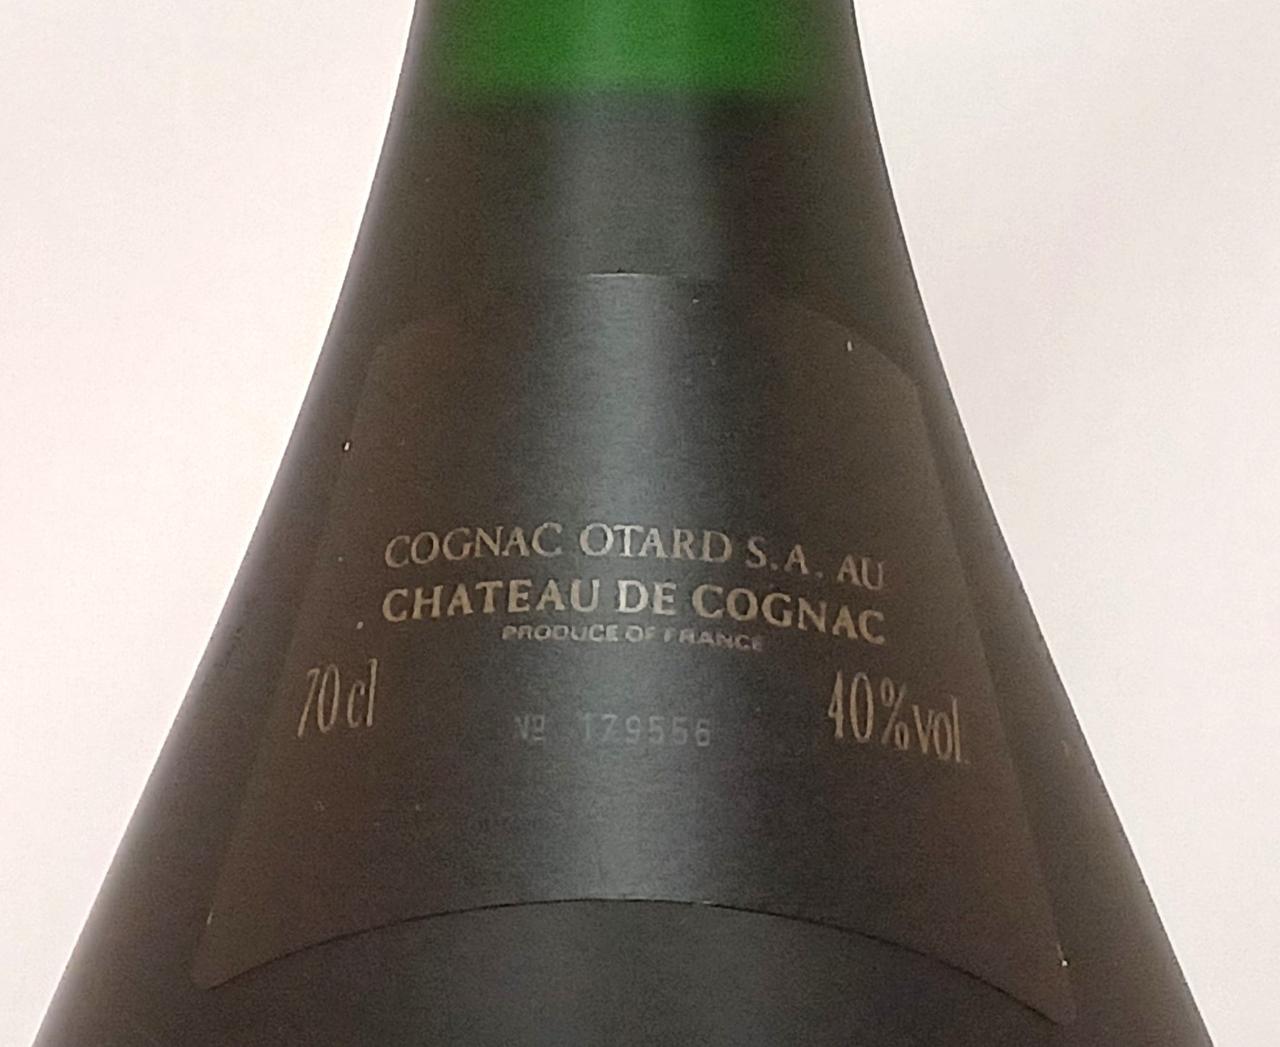 COGNAC OTARD S.A. AU
CHATEAU DE COGNAC
PRODUCE OF FRANCE
70 cl
40%vol.
Nº 179556